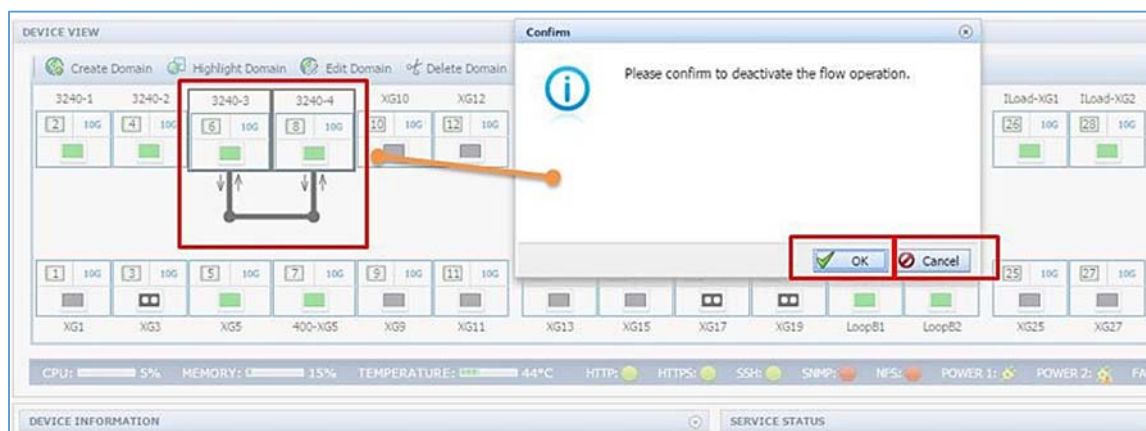 DEVICE VIEW
Confirm
Create Domain Highlight Domain Edit Domain Delete Domain
Please confirm to deactivate the flow operation.
3240-1 3240-2 3240-3 3240-4 XG10 XG12 ILoad-XG1 ILoad-XG2
2 10G 4 10G 6 10G 8 10G 10 10G 12 10G 26 10G 28 10G
OK Cancel
1 10G 3 10G 5 10G 7 10G 9 10G 11 10G 25 10G 27 10G
XG1 XG3 XG5 400-XG5 XG9 XG11 XG13 XG15 XG17 XG19 LoopB1 LoopB2 XG25 XG27
CPU: 5% MEMORY: 15% TEMPERATURE: 44°C HTTP: HTTPS: SSH: SNMP: NFS: POWER 1: POWER 2: FA
DEVICE INFORMATION SERVICE STATUS